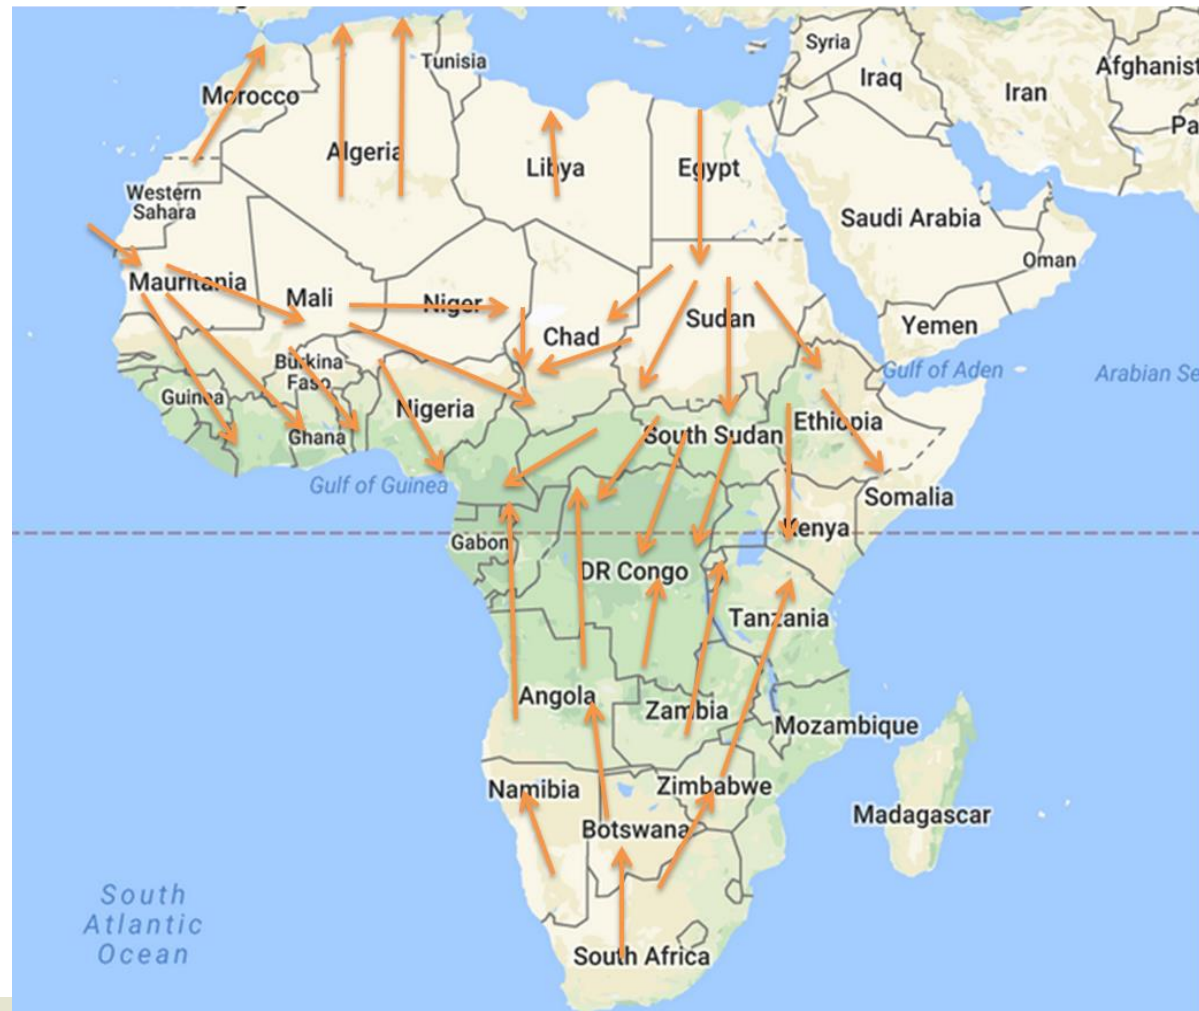 Syria
Afghanist
Tunisia
Iraq
Iran
Morocco
Pa
Algeria
Libya
Egypt
Western
Sahara
Saudi Arabia
Oman
Mauritania
Mali
Niger
Chad
Sudan
Yemen
Burkina
Faso
Gulf of Aden
Arabian Se
Guinea
Nigeria
Ethiopia
Ghana
South Sudan
Gulf of Guinea
Somalia
Kenya
Gabon
DR Congo
Tanzania
Angola
Zambia
Mozambique
Namibia
Zimbabwe
Botswana
Madagascar
South
Atlantic
Ocean
South Africa